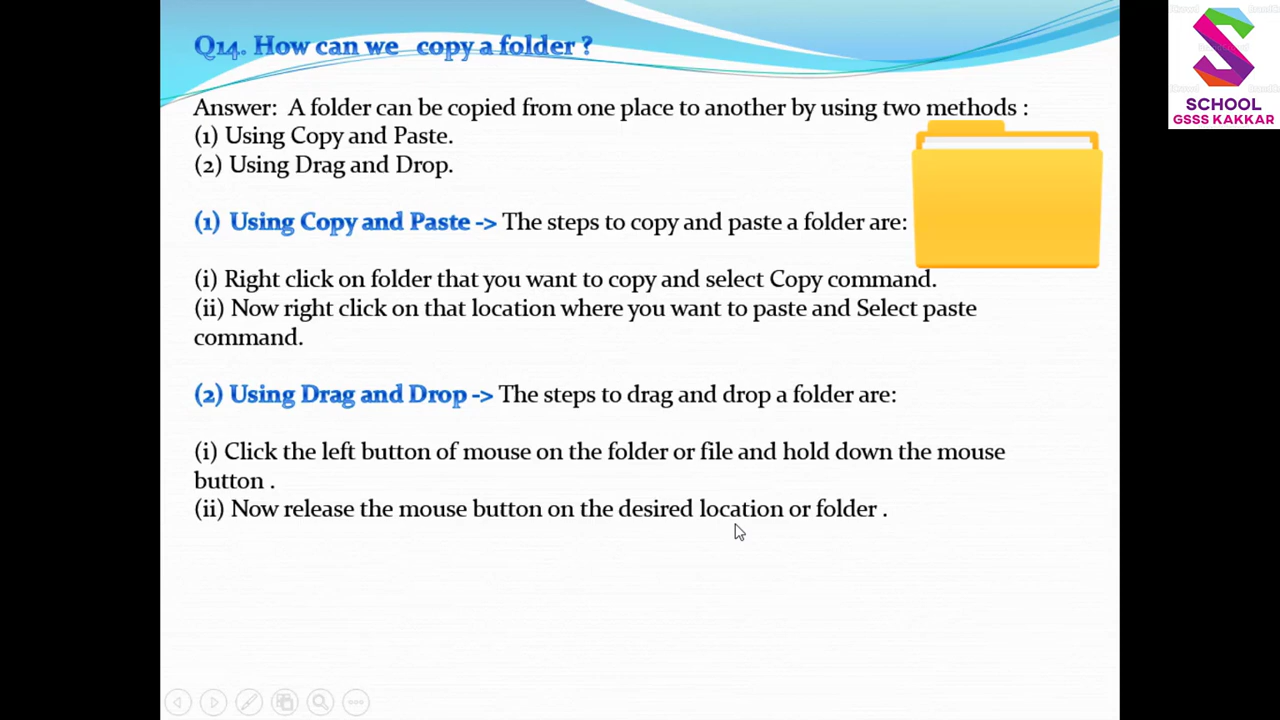 Q14. How can we copy a folder ?
SCHOOL
GSSS KAKKAR
Answer: A folder can be copied from one place to another by using two methods :
(1) Using Copy and Paste.
(2) Using Drag and Drop.
(1) Using Copy and Paste -> The steps to copy and paste a folder are:
(i) Right click on folder that you want to copy and select Copy command.
(ii) Now right click on that location where you want to paste and Select paste
command.
(2) Using Drag and Drop -> The steps to drag and drop a folder are:
(i) Click the left button of mouse on the folder or file and hold down the mouse
button .
(ii) Now release the mouse button on the desired location or folder .